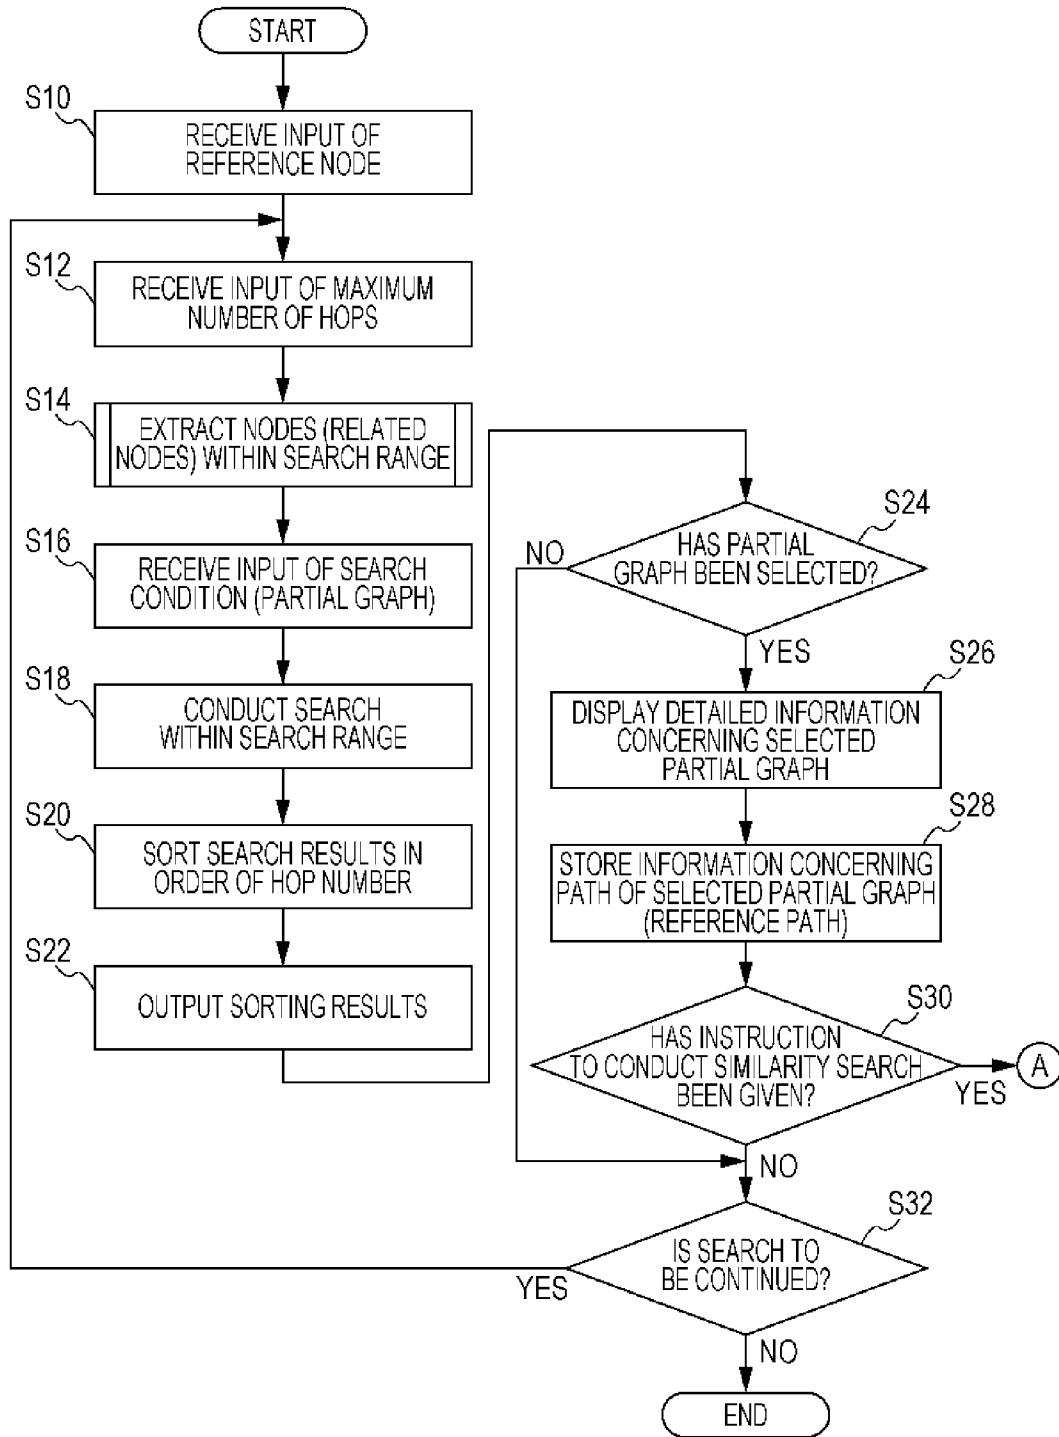 START
S10
RECEIVE INPUT OF
REFERENCE NODE
S12
RECEIVE INPUT OF MAXIMUM
NUMBER OF HOPS
S14
EXTRACT NODES (RELATED
NODES) WITHIN SEARCH RANGE
S16
RECEIVE INPUT OF SEARCH
CONDITION (PARTIAL GRAPH)
S18
CONDUCT SEARCH
WITHIN SEARCH RANGE
S20
SORT SEARCH RESULTS IN
ORDER OF HOP NUMBER
S22
OUTPUT SORTING RESULTS
S24
HAS PARTIAL
GRAPH BEEN SELECTED?
NO
YES
S26
DISPLAY DETAILED INFORMATION
CONCERNING SELECTED
PARTIAL GRAPH
S28
STORE INFORMATION CONCERNING
PATH OF SELECTED PARTIAL GRAPH
(REFERENCE PATH)
S30
HAS INSTRUCTION
TO CONDUCT SIMILARITY SEARCH
BEEN GIVEN?
YES
A
NO
S32
IS SEARCH TO
BE CONTINUED?
YES
NO
END